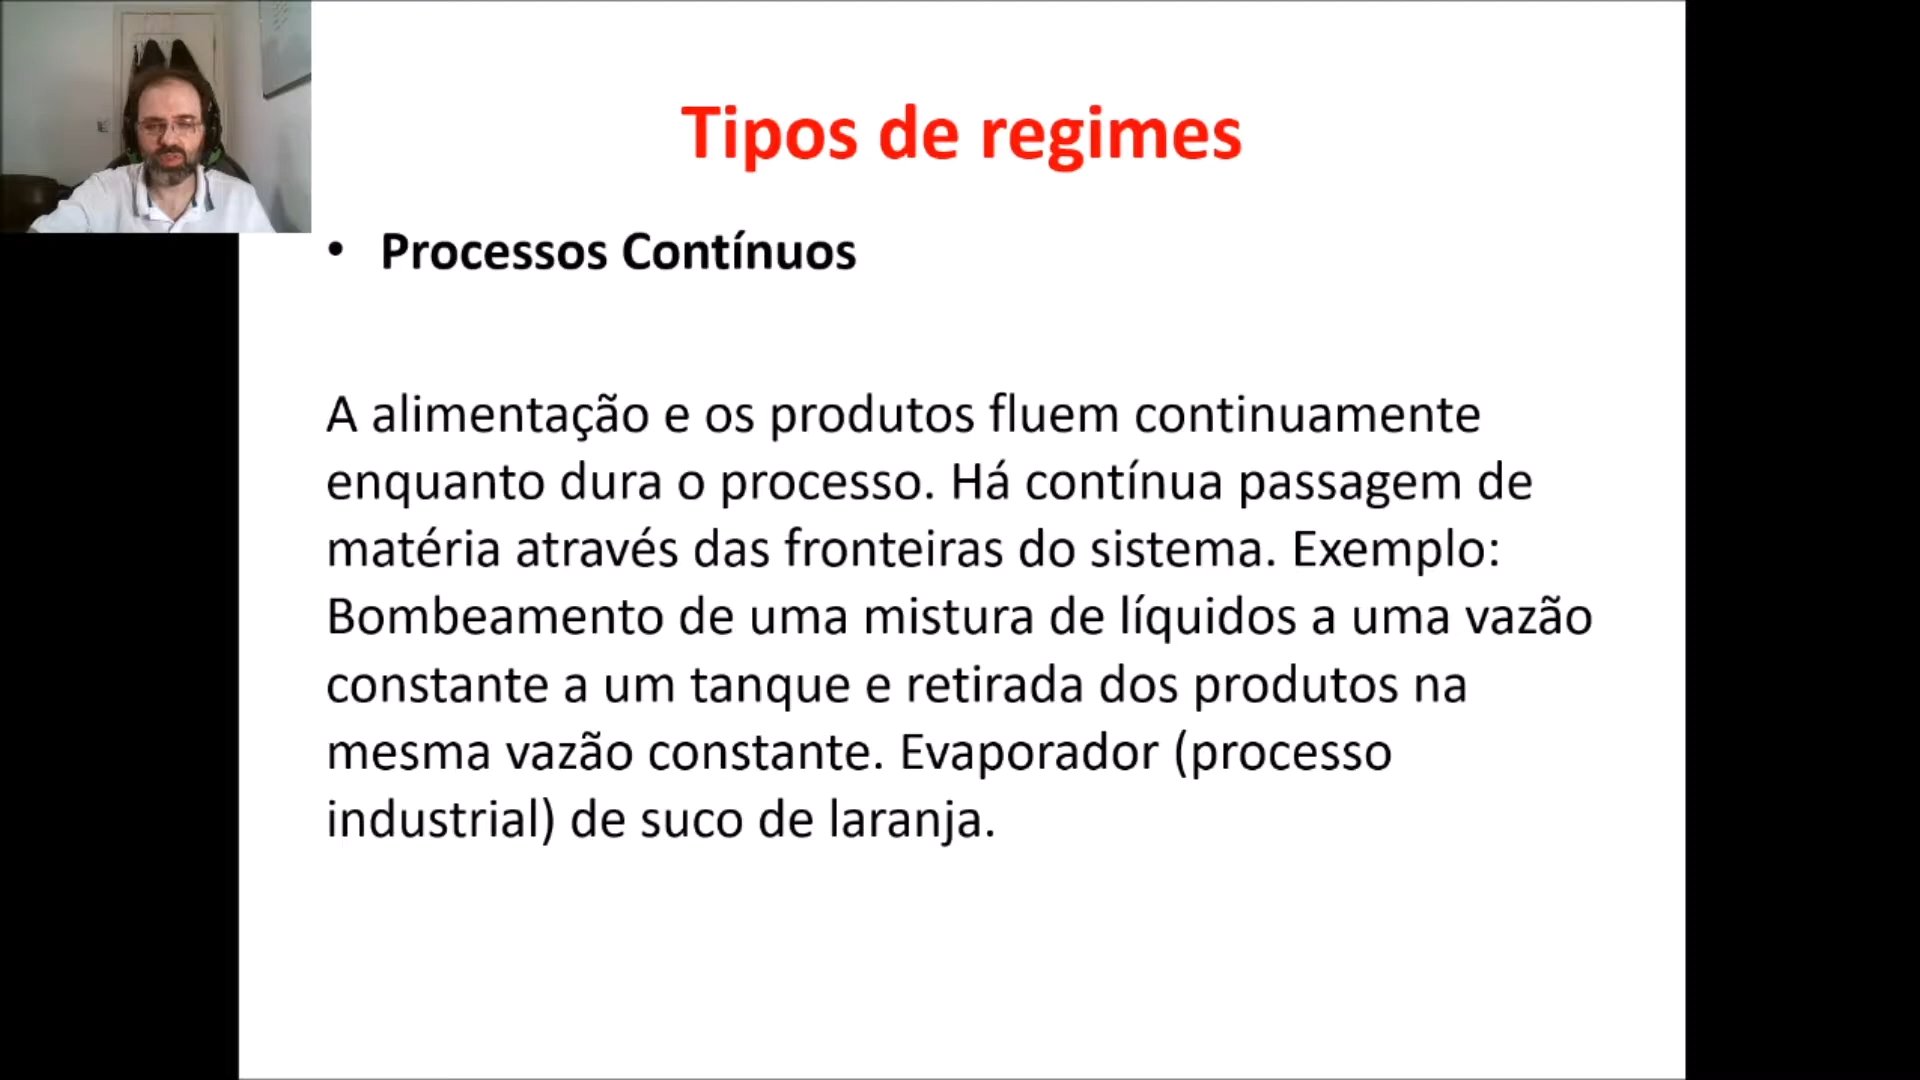 Tipos de regimes
• Processos Contínuos
A alimentação e os produtos fluem continuamente
enquanto dura o processo. Há contínua passagem de
matéria através das fronteiras do sistema. Exemplo:
Bombeamento de uma mistura de líquidos a uma vazão
constante a um tanque e retirada dos produtos na
mesma vazão constante. Evaporador (processo
industrial) de suco de laranja.